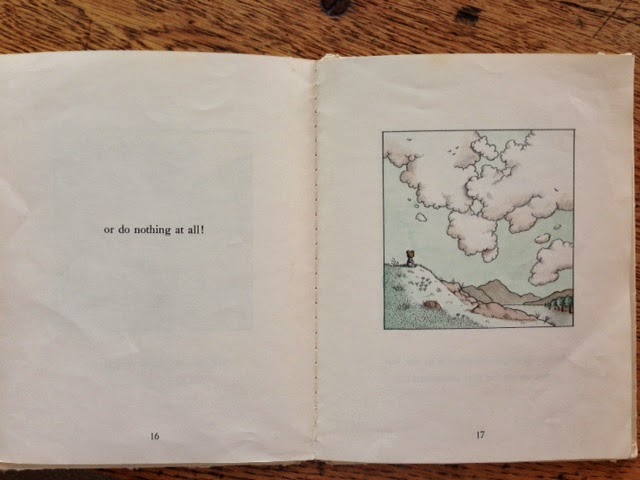 or do nothing at all!
16
17